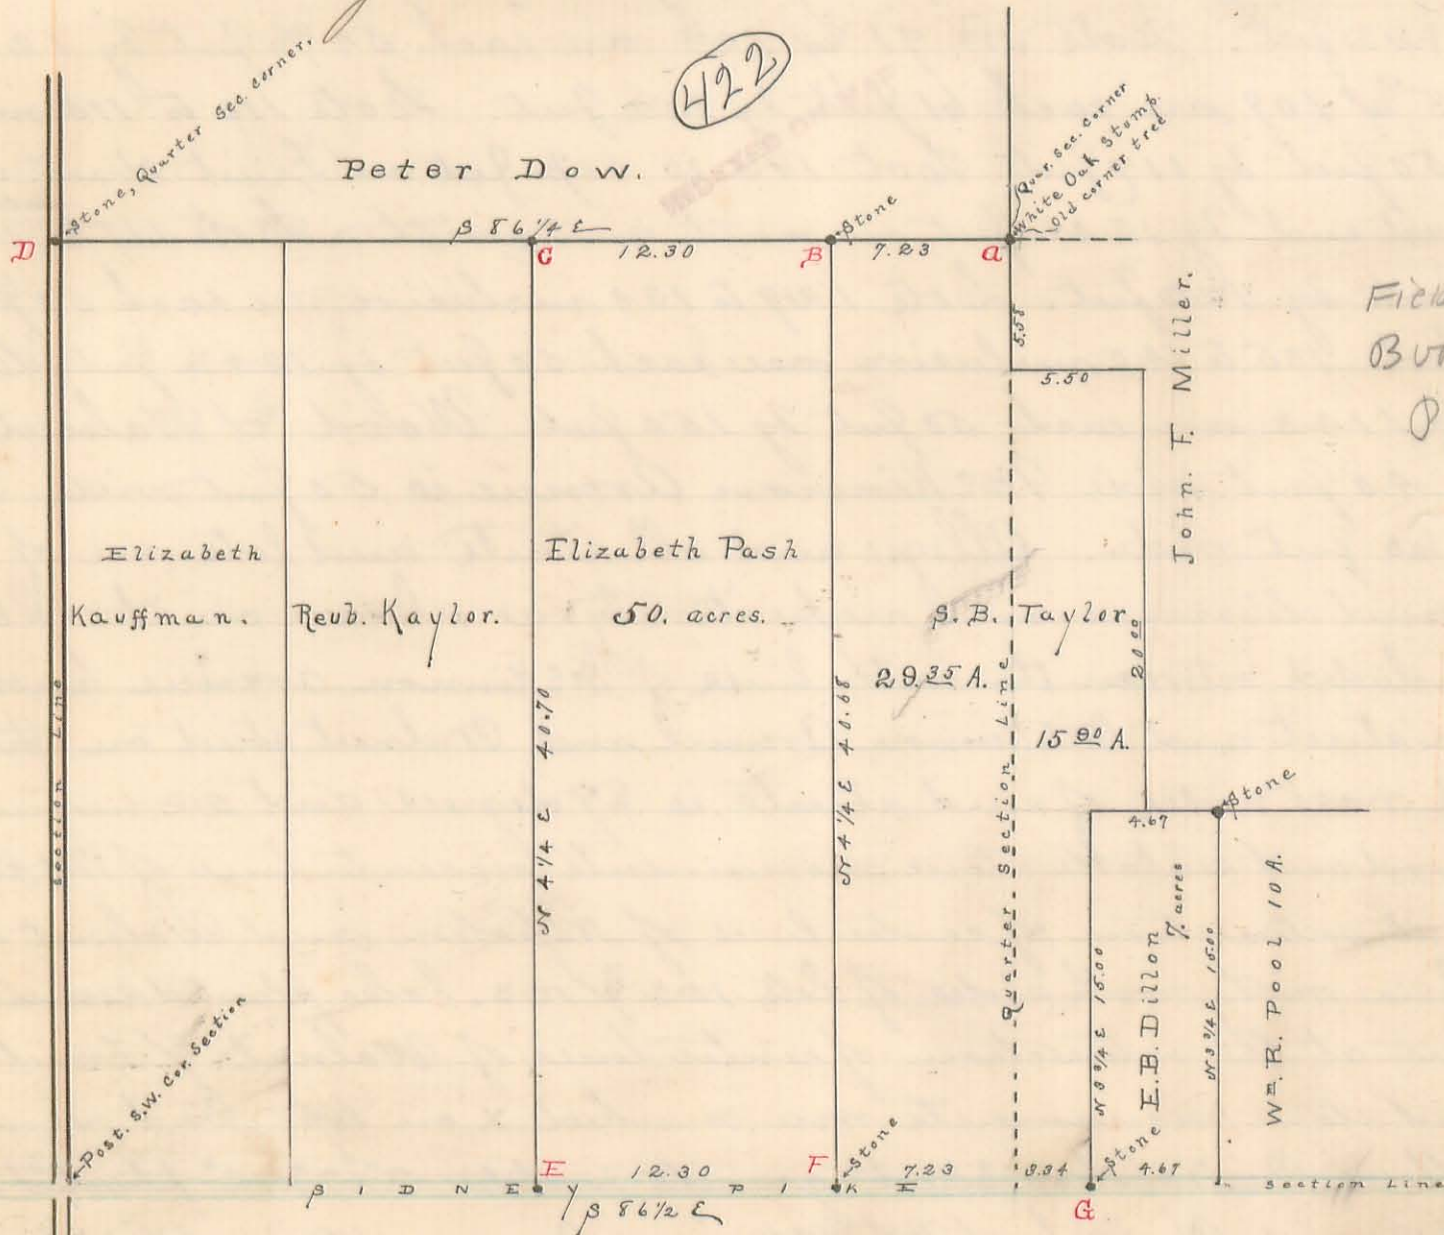 422
Stone, Quarter Sec. corner,
Quar. Sec. Corner
White Oak Stump.
Old corner tree
Peter Dow.
Stone
D
S 86 1/4 E
C
12.30
B
7.23
a
5.58
5.50
John. F. Miller.
Field
Elizabeth
Kauffman.
Reub. Kaylor.
Elizabeth Pash
50. acres.
S. B. Taylor
29.35 A.
15 90 A.
20 00
Section Line
N 4 1/4 E 40.70
N 4 1/4 E 40.68
Quarter. Section Line
Stone
4.67
N 3 3/4 E 15.00
E. B. Dillon
7. acres
N 3 3/4 E 15.00
Wm. R. Pool 10 A.
Post. S.W. Cor. Section
E
12.30
F
Stone
7.23
3.34
Stone
4.67
SIDNEY PIKE
Section Line
S 86 1/2 E
G